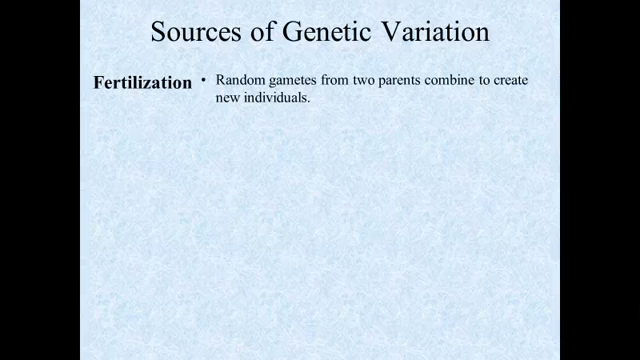 Sources of Genetic Variation
Fertilization • Random gametes from two parents combine to create
new individuals.